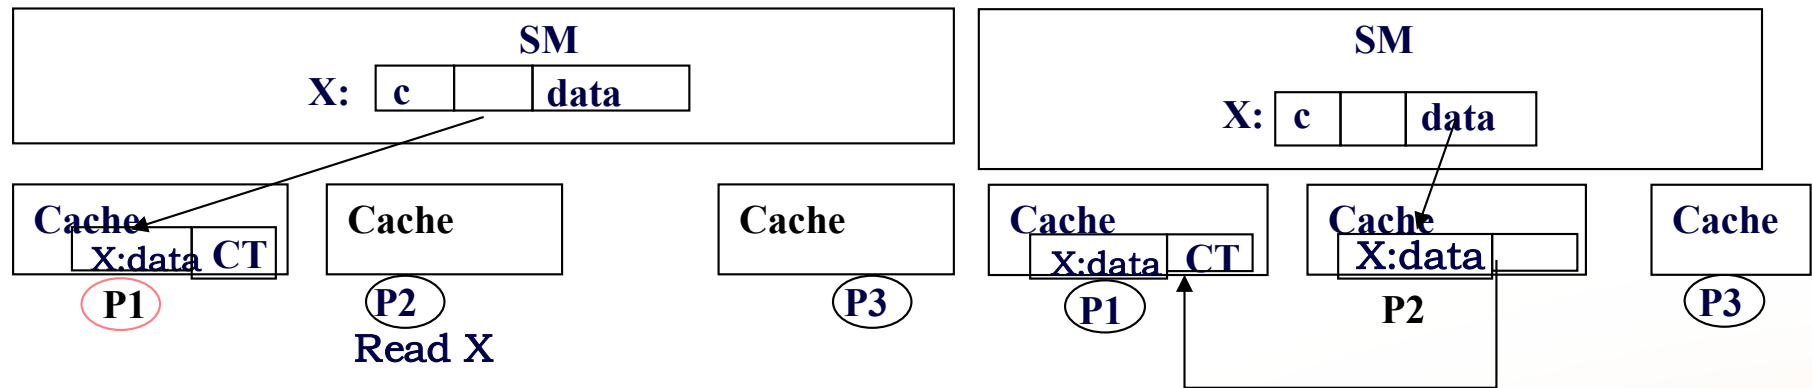 SM
X: c data
Cache Cache Cache
X:data CT
P1 P2 P3
Read X
SM
X: c data
Cache Cache Cache
X:data CT X:data
P1 P2 P3